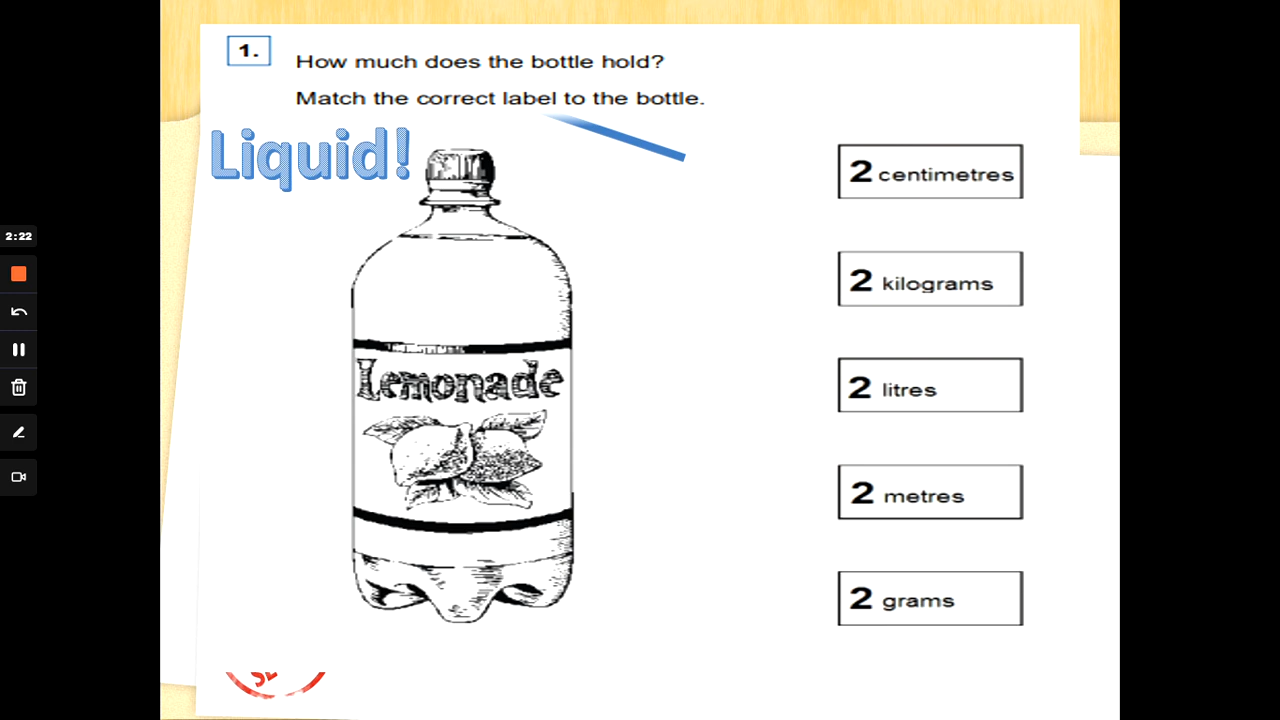 1.
How much does the bottle hold?
Match the correct label to the bottle.
Liquid!
2 centimetres
2 kilograms
2:22
2 litres
Lemonade
2 metres
2 grams